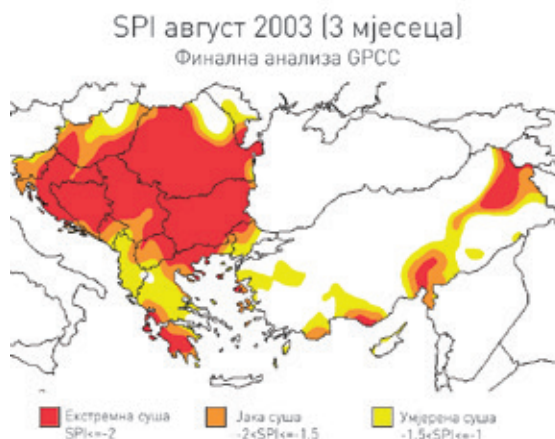 SPI август 2003 (3 мјесеца)
Финална анализа GPCC
Екстремна суша
SPI<=-2
Јака суша
-2<SPI<=-1.5
Умјерена суша
-1.5<SPI<=-1